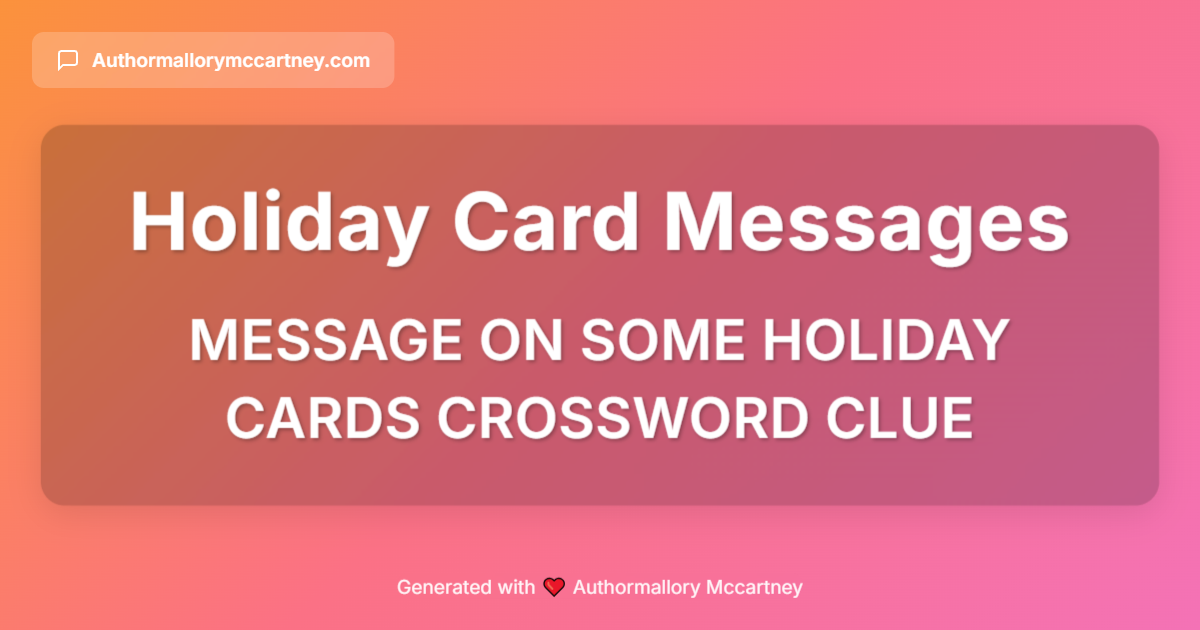 Authormallorymccartney.com
Holiday Card Messages
MESSAGE ON SOME HOLIDAY
CARDS CROSSWORD CLUE
Generated with ❤️ Authormallory Mccartney